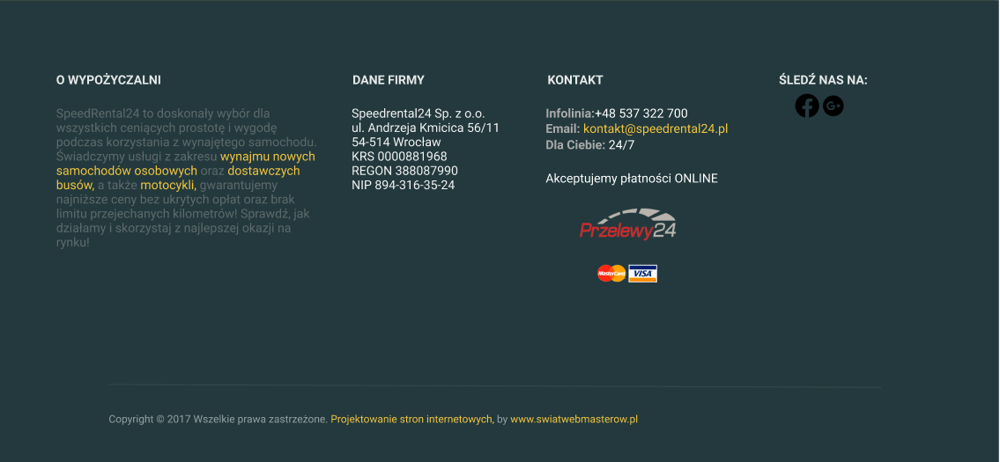 O WYPOŻYCZALNI
SpeedRental24 to doskonały wybór dla
wszystkich ceniących prostotę i wygodę
podczas korzystania z wynajętego samochodu.
Świadczymy usługi z zakresu wynajmu nowych
samochodów osobowych oraz dostawczych
busów, a także motocykli, gwarantujemy
najniższe ceny bez ukrytych opłat oraz brak
limitu przejechanych kilometrów! Sprawdź, jak
działamy i skorzystaj z najlepszej okazji na
rynku!
DANE FIRMY
Speedrental24 Sp. z o.o.
ul. Andrzeja Kmicica 56/11
54-514 Wrocław
KRS 0000881968
REGON 388087990
NIP 894-316-35-24
KONTAKT
Infolinia:+48 537 322 700
Email: kontakt@speedrental24.pl
Dla Ciebie: 24/7
Akceptujemy płatności ONLINE
Przelewy24
MasterCard VISA
ŚLEDŹ NAS NA:
G+
Copyright © 2017 Wszelkie prawa zastrzeżone. Projektowanie stron internetowych, by www.swiatwebmasterow.pl